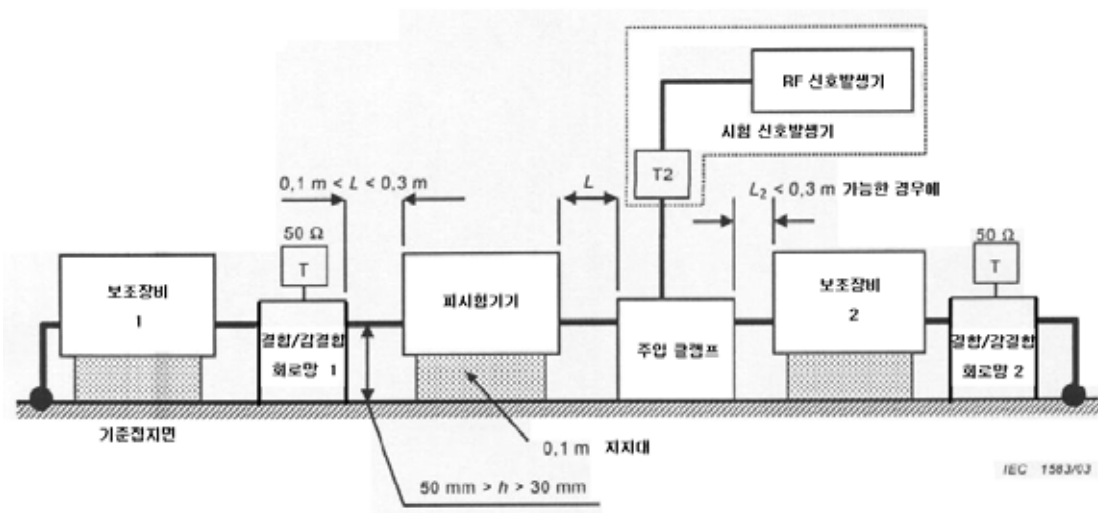 RF 신호발생기
시험 신호발생기
T2
0,1 m < L < 0,3 m
L
L₂ < 0,3 m 가능한 경우에
50 Ω
T
50 Ω
T
보조장비
1
결합/감결합
회로망 1
피시험기기
주입 클램프
보조장비
2
결합/감결합
회로망 2
기준접지면
0,1 m 지지대
50 mm > h > 30 mm
IEC 1583/03